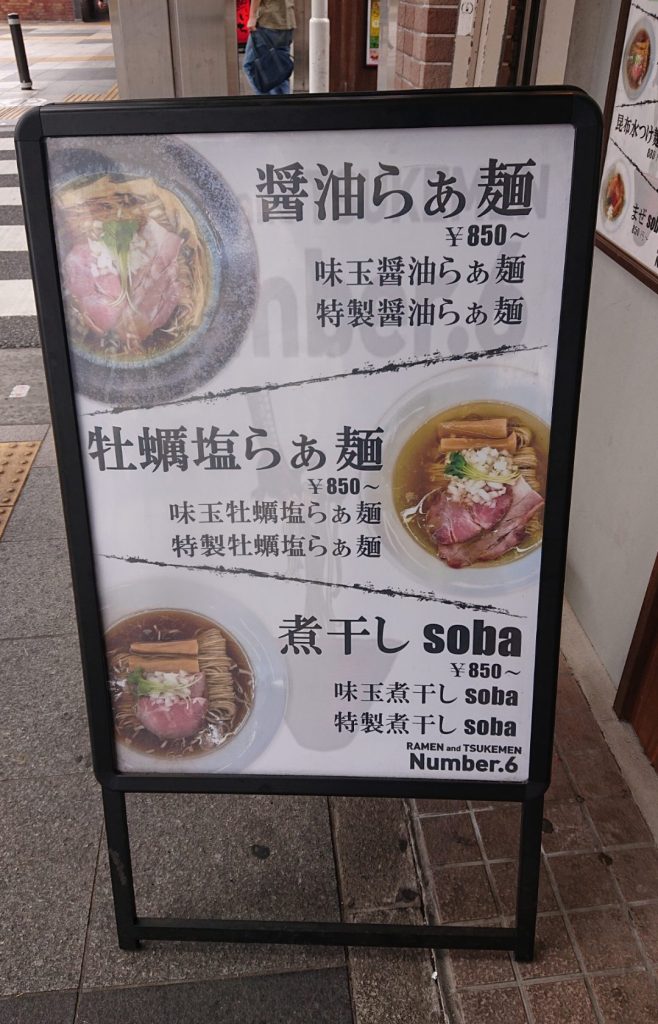 醤油らぁ麺
￥850～
味玉醤油らぁ麺
特製醤油らぁ麺
牡蠣塩らぁ麺
￥850～
味玉牡蠣塩らぁ麺
特製牡蠣塩らぁ麺
煮干し soba
￥850～
味玉煮干し soba
特製煮干し soba
RAMEN and TSUKEMEN
Number.6
昆布水つけ麺
まぜ sob